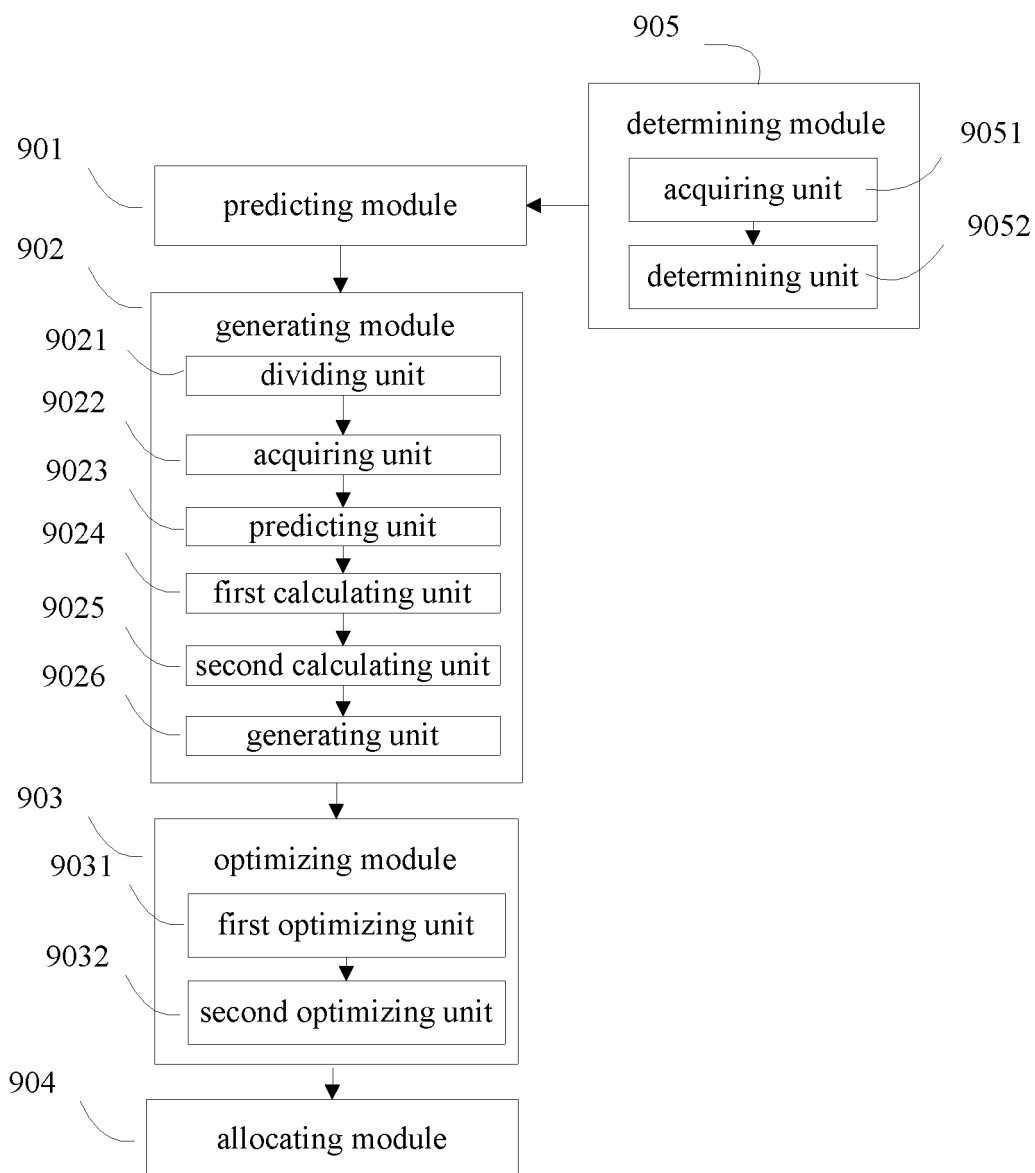 905
determining module
9051
901
acquiring unit
predicting module
9052
902
determining unit
generating module
9021
dividing unit
9022
acquiring unit
9023
predicting unit
9024
first calculating unit
9025
second calculating unit
9026
generating unit
903
optimizing module
9031
first optimizing unit
9032
second optimizing unit
904
allocating module